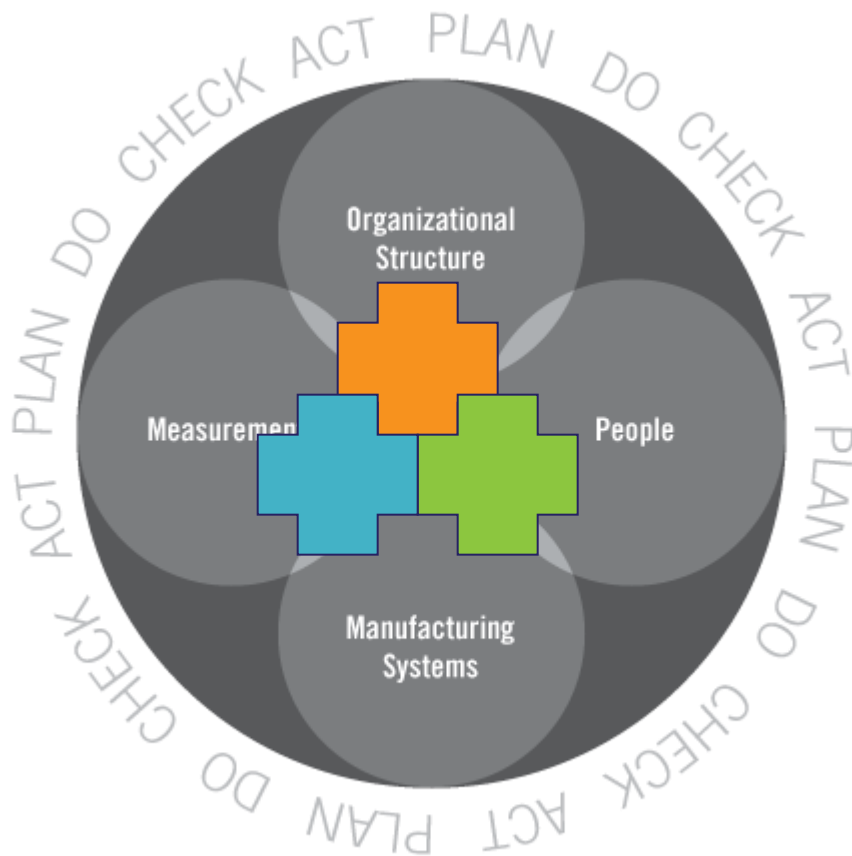 PLAN DO CHECK ACT PLAN DO CHECK ACT PLAN DO CHECK ACT PLAN DO CHECK ACT
Organizational
Structure
Measuremen
People
Manufacturing
Systems